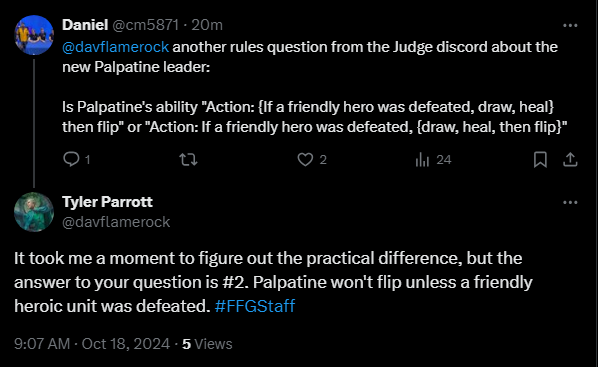 Daniel @cm5871 · 20m
@davflamerock another rules question from the Judge discord about the
new Palpatine leader:
Is Palpatine's ability "Action: {If a friendly hero was defeated, draw, heal}
then flip" or "Action: If a friendly hero was defeated, {draw, heal, then flip}"
1 2 24
Tyler Parrott
@davflamerock
It took me a moment to figure out the practical difference, but the
answer to your question is #2. Palpatine won't flip unless a friendly
heroic unit was defeated. #FFGStaff
9:07 AM · Oct 18, 2024 · 5 Views